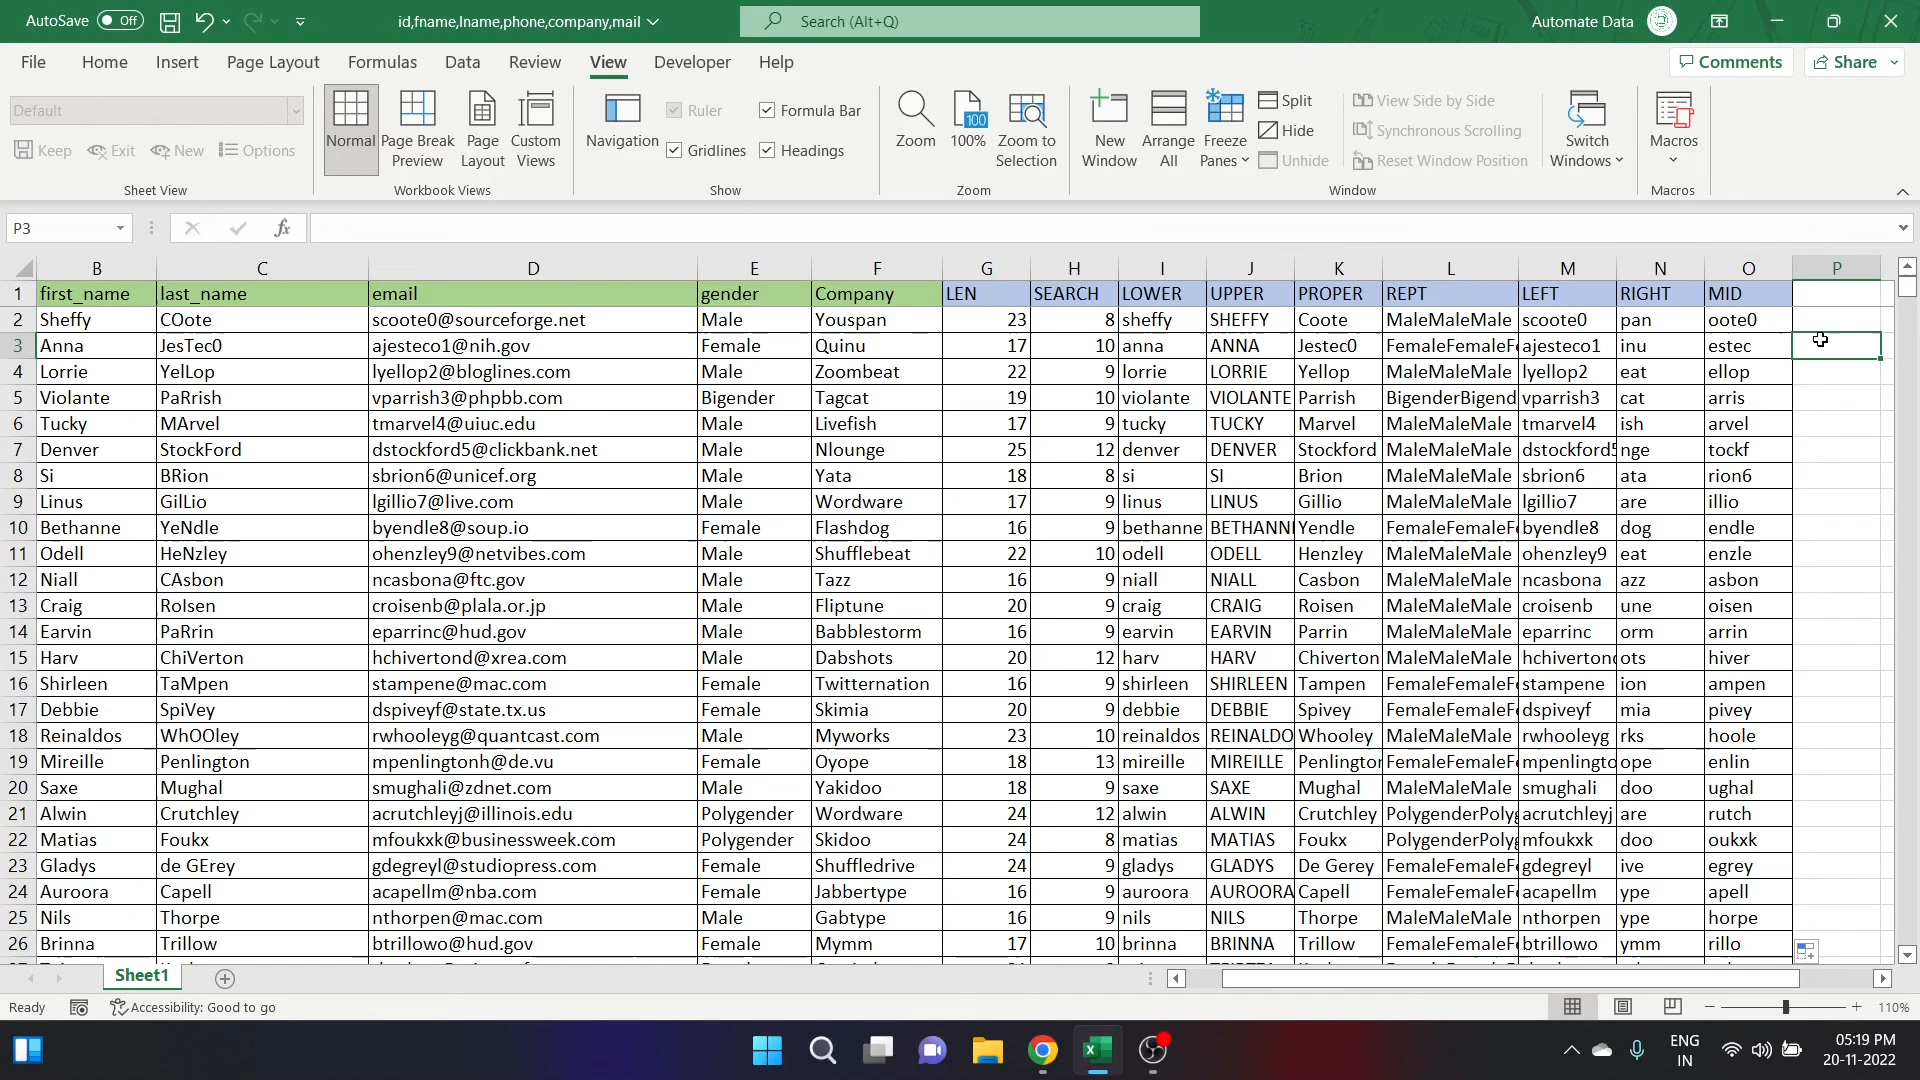 AutoSave Off id,fname,lname,phone,company,mail Search (Alt+Q) Automate Data
File Home Insert Page Layout Formulas Data Review View Developer Help Comments Share
Default
Keep Exit New Options
Sheet View
Normal Page Break Preview Page Layout Custom Views
Workbook Views
Navigation Ruler Formula Bar
Gridlines Headings
Show
Zoom 100 100% Zoom to Selection
Zoom
New Window Arrange All Freeze Panes Split Hide Unhide View Side by Side Synchronous Scrolling Reset Window Position Switch Windows
Window
Macros
Macros
P3 fx
B C D E F G H I J K L M N O P
1 first_name last_name email gender Company LEN SEARCH LOWER UPPER PROPER REPT LEFT RIGHT MID
2 Sheffy COote scoote0@sourceforge.net Male Youspan 23 8 sheffy SHEFFY Coote MaleMaleMale scoote0 pan oote0
3 Anna JesTec0 ajesteco1@nih.gov Female Quinu 17 10 anna ANNA Jestec0 FemaleFemaleFe ajesteco1 inu estec
4 Lorrie YelLop lyellop2@bloglines.com Male Zoombeat 22 9 lorrie LORRIE Yellop MaleMaleMale lyellop2 eat ellop
5 Violante PaRrish vparrish3@phpbb.com Bigender Tagcat 19 10 violante VIOLANTE Parrish BigenderBigend vparrish3 cat arris
6 Tucky MArvel tmarvel4@uiuc.edu Male Livefish 17 9 tucky TUCKY Marvel MaleMaleMale tmarvel4 ish arvel
7 Denver StockFord dstockford5@clickbank.net Male Nlounge 25 12 denver DENVER Stockford MaleMaleMale dstockford5 nge tockf
8 Si BRion sbrion6@unicef.org Male Yata 18 8 si SI Brion MaleMaleMale sbrion6 ata rion6
9 Linus GilLio lgillio7@live.com Male Wordware 17 9 linus LINUS Gillio MaleMaleMale lgillio7 are illio
10 Bethanne YeNdle byendle8@soup.io Female Flashdog 16 9 bethanne BETHANN Yendle FemaleFemaleFe byendle8 dog endle
11 Odell HeNzley ohenzley9@netvibes.com Male Shufflebeat 22 10 odell ODELL Henzley MaleMaleMale ohenzley9 eat enzle
12 Niall CAsbon ncasbona@ftc.gov Male Tazz 16 9 niall NIALL Casbon MaleMaleMale ncasbona azz asbon
13 Craig RoIsen croisenb@plala.or.jp Male Fliptune 20 9 craig CRAIG Roisen MaleMaleMale croisenb une oisen
14 Earvin PaRrin eparrinc@hud.gov Male Babblestorm 16 9 earvin EARVIN Parrin MaleMaleMale eparrinc orm arrin
15 Harv ChiVerton hchivertond@xrea.com Male Dabshots 20 12 harv HARV Chiverton MaleMaleMale hchivertond ots hiver
16 Shirleen TaMpen stampene@mac.com Female Twitternation 16 9 shirleen SHIRLEEN Tampen FemaleFemaleFe stampene ion ampen
17 Debbie SpiVey dspiveyf@state.tx.us Female Skimia 20 9 debbie DEBBIE Spivey FemaleFemaleFe dspiveyf mia pivey
18 Reinaldos WhOOley rwhooleyg@quantcast.com Male Myworks 23 10 reinaldos REINALDO Whooley MaleMaleMale rwhooleyg rks hoole
19 Mireille Penlington mpenlingtonh@de.vu Female Oyope 18 13 mireille MIREILLE Penlington FemaleFemaleFe mpenlingto ope enlin
20 Saxe Mughal smughali@zdnet.com Male Yakidoo 18 9 saxe SAXE Mughal MaleMaleMale smughali doo ughal
21 Alwin Crutchley acrutchleyj@illinois.edu Polygender Wordware 24 12 alwin ALWIN Crutchley PolygenderPolyg acrutchleyj are rutch
22 Matias Foukx mfoukxk@businessweek.com Polygender Skidoo 24 8 matias MATIAS Foukx PolygenderPolyg mfoukxk doo oukxk
23 Gladys de GErey gdegreyl@studiopress.com Female Shuffledrive 24 9 gladys GLADYS De Gerey FemaleFemaleFe gdegreyl ive egrey
24 Auroora Capell acapellm@nba.com Female Jabbertype 16 9 auroora AUROORA Capell FemaleFemaleFe acapellm ype apell
25 Nils Thorpe nthorpen@mac.com Male Gabtype 16 9 nils NILS Thorpe MaleMaleMale nthorpen ype horpe
26 Brinna Trillow btrillowo@hud.gov Female Mymm 17 10 brinna BRINNA Trillow FemaleFemaleFe btrillowo ymm rillo
Sheet1
Ready Accessibility: Good to go 110%
ENG IN 05:19 PM 20-11-2022